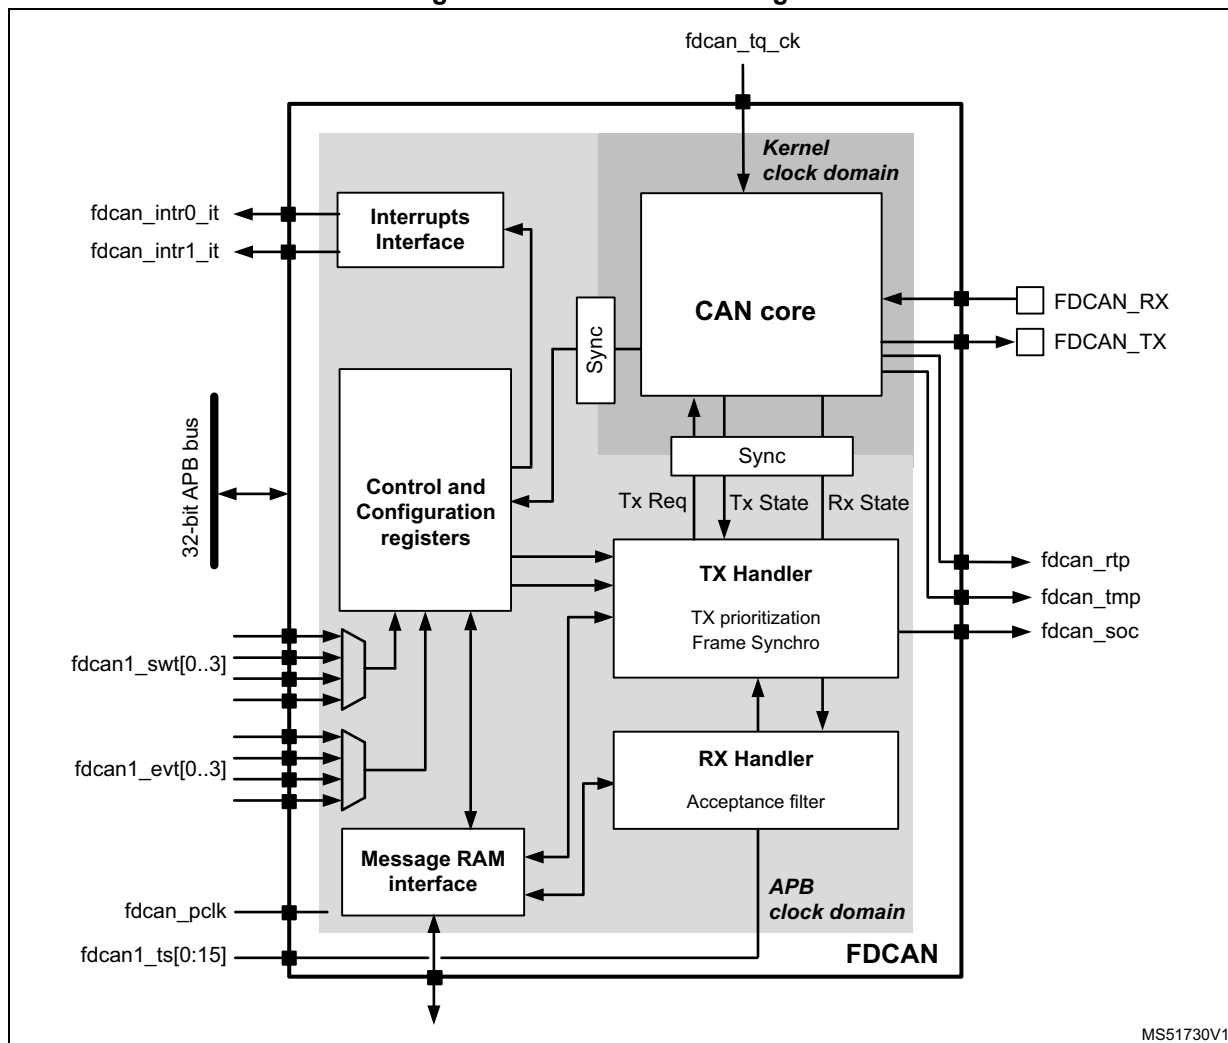 fdcan_tq_ck
Kernel
clock domain
fdcan_intr0_it
fdcan_intr1_it
Interrupts
Interface
CAN core
FDCAN_RX
FDCAN_TX
Sync
Sync
32-bit APB bus
Control and
Configuration
registers
Tx Req
Tx State
Rx State
TX Handler
TX prioritization
Frame Synchro
fdcan_rtp
fdcan_tmp
fdcan_soc
fdcan1_swt[0..3]
fdcan1_evt[0..3]
RX Handler
Acceptance filter
Message RAM
interface
APB
clock domain
fdcan_pclk
fdcan1_ts[0:15]
FDCAN
MS51730V1